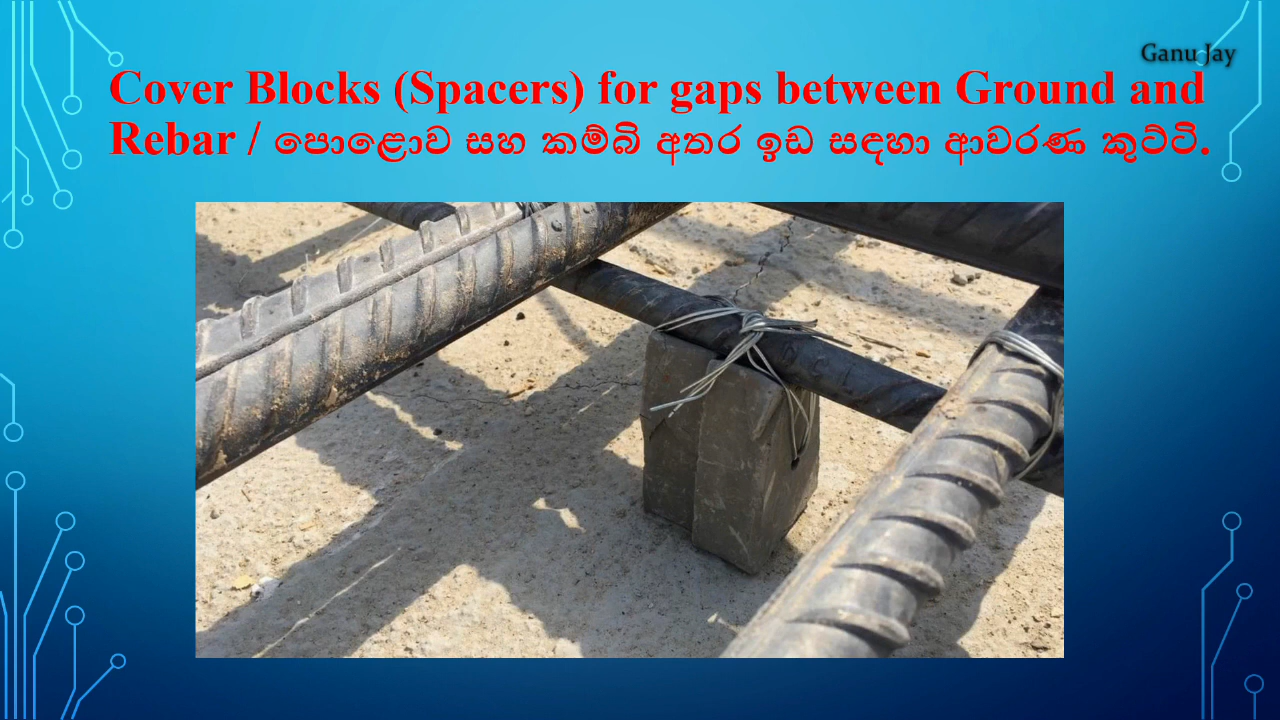 Ganu Jay
Cover Blocks (Spacers) for gaps between Ground and
Rebar / පොළොව සහ කම්බි අතර ඉඩ සඳහා ආවරණ කුට්ටි.